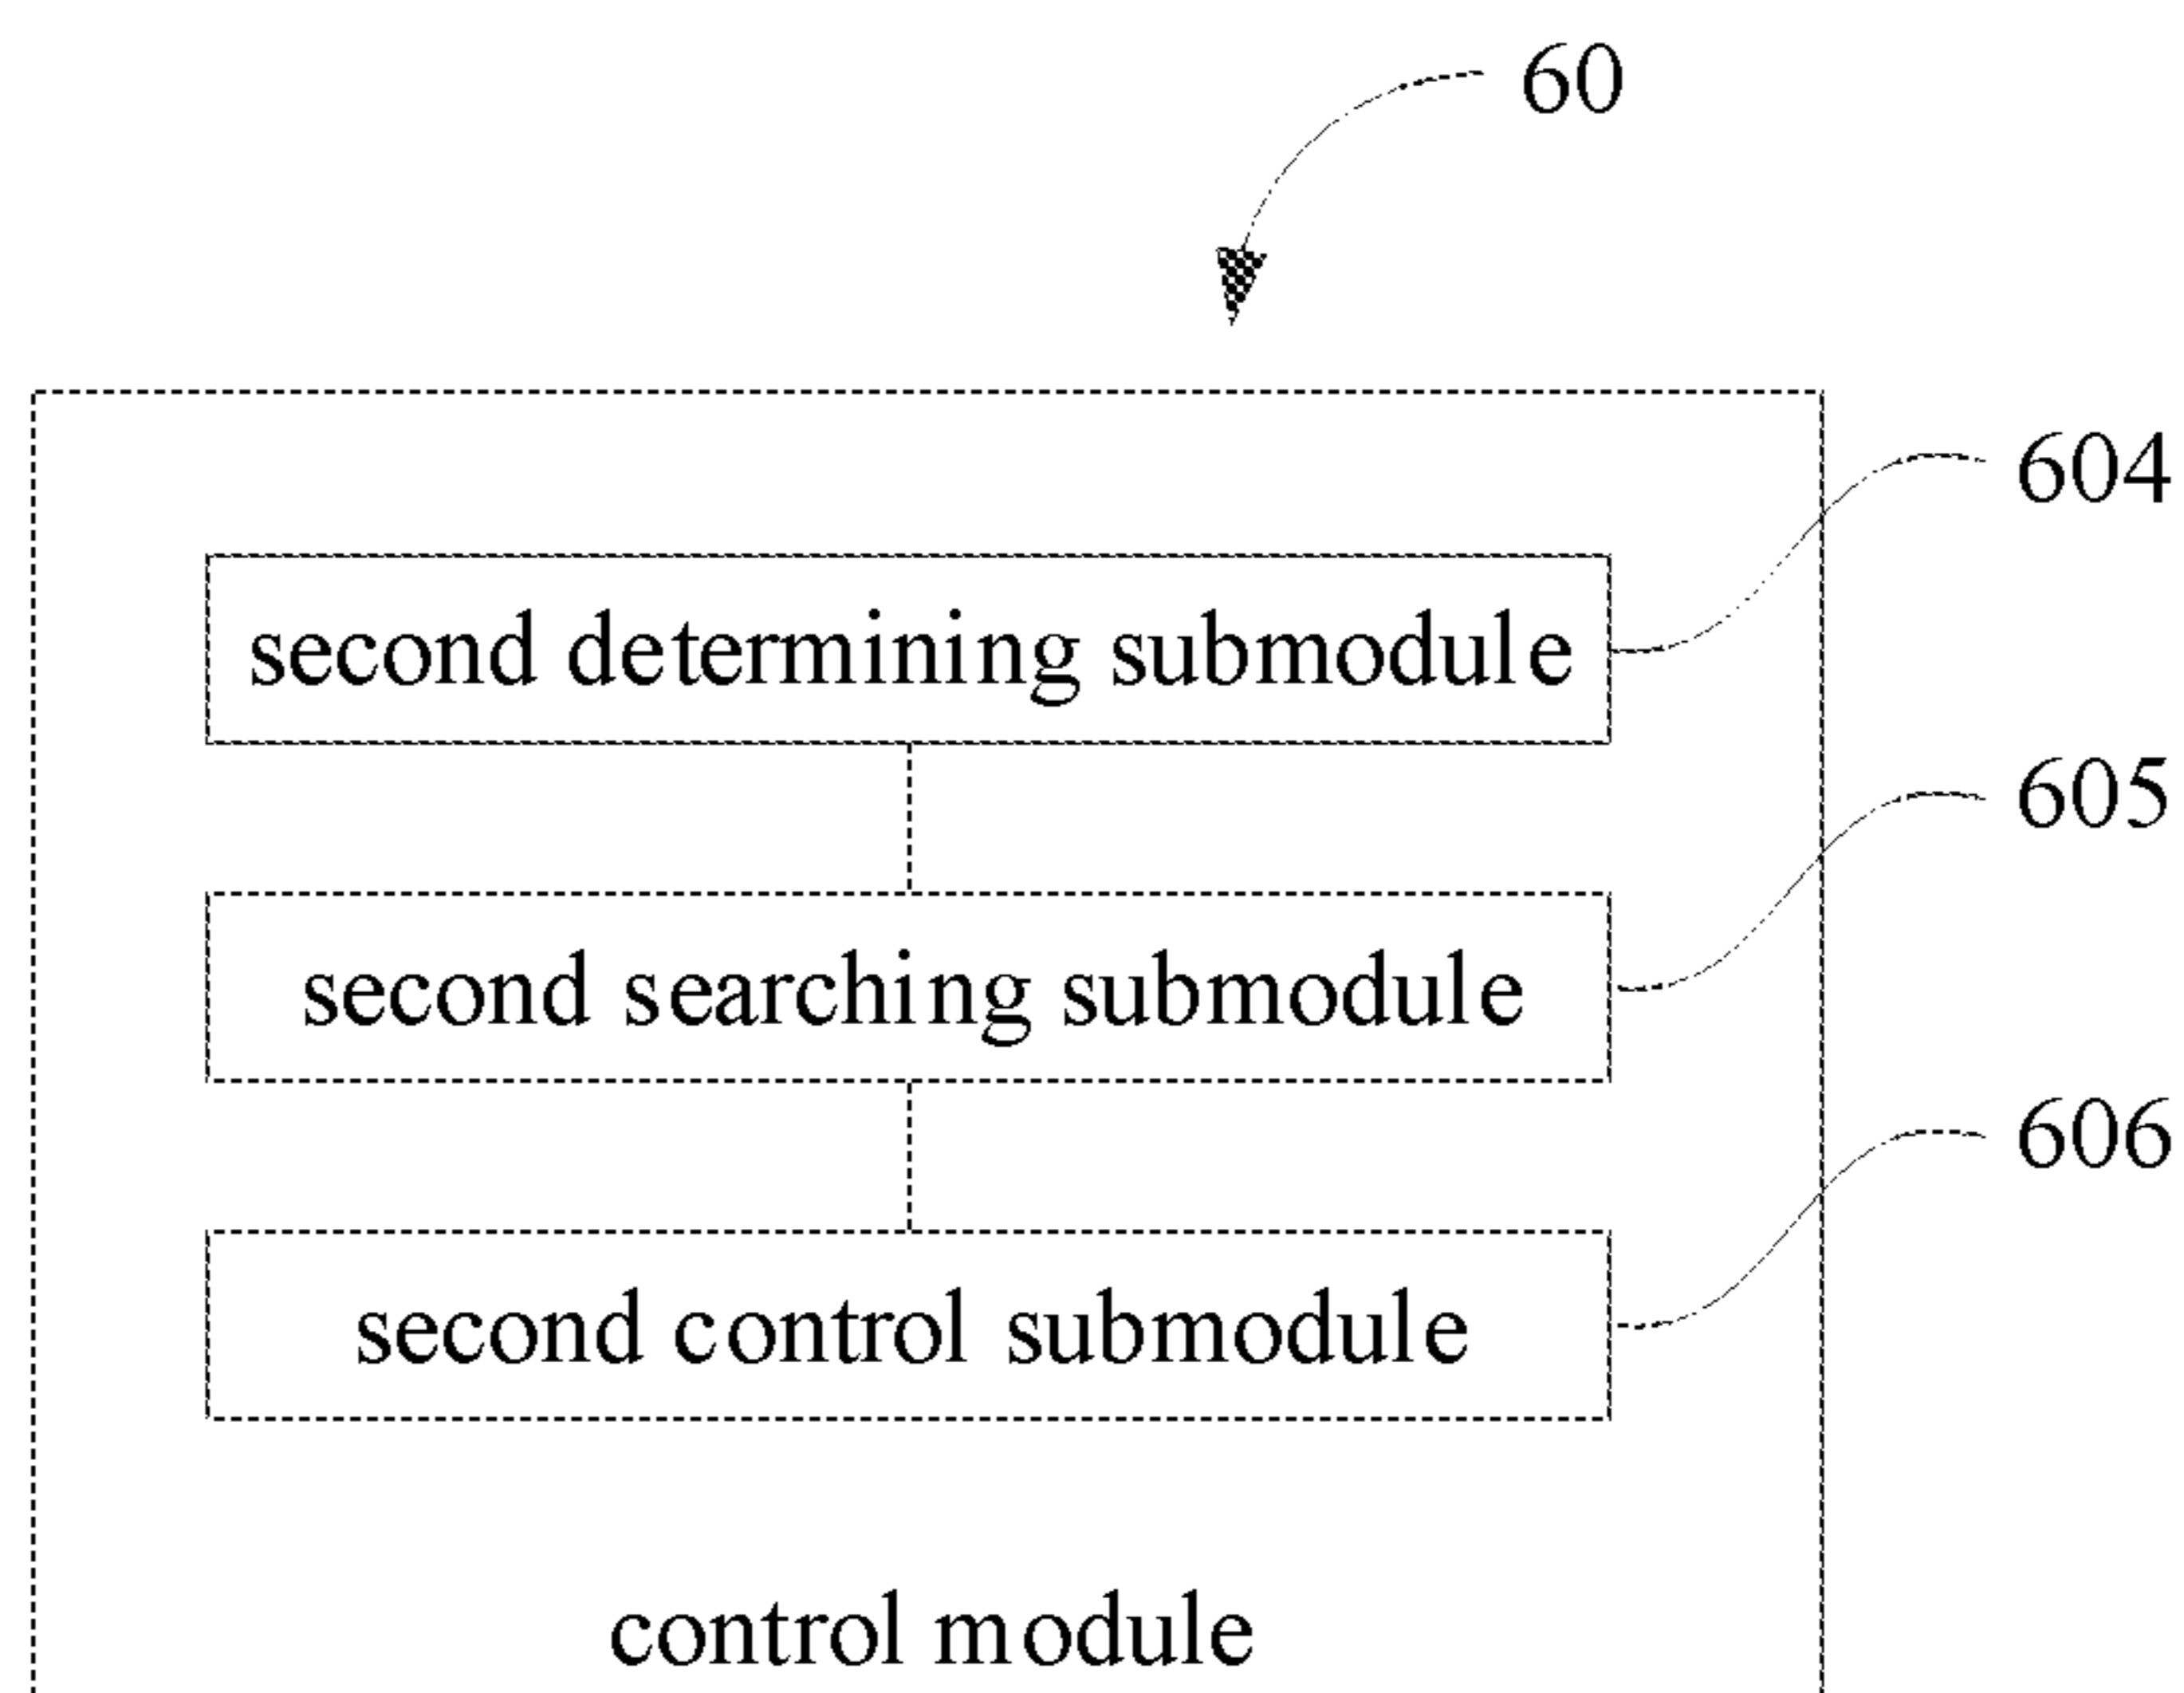 60
604
second determining submodule
605
second searching submodule
606
second control submodule
control module